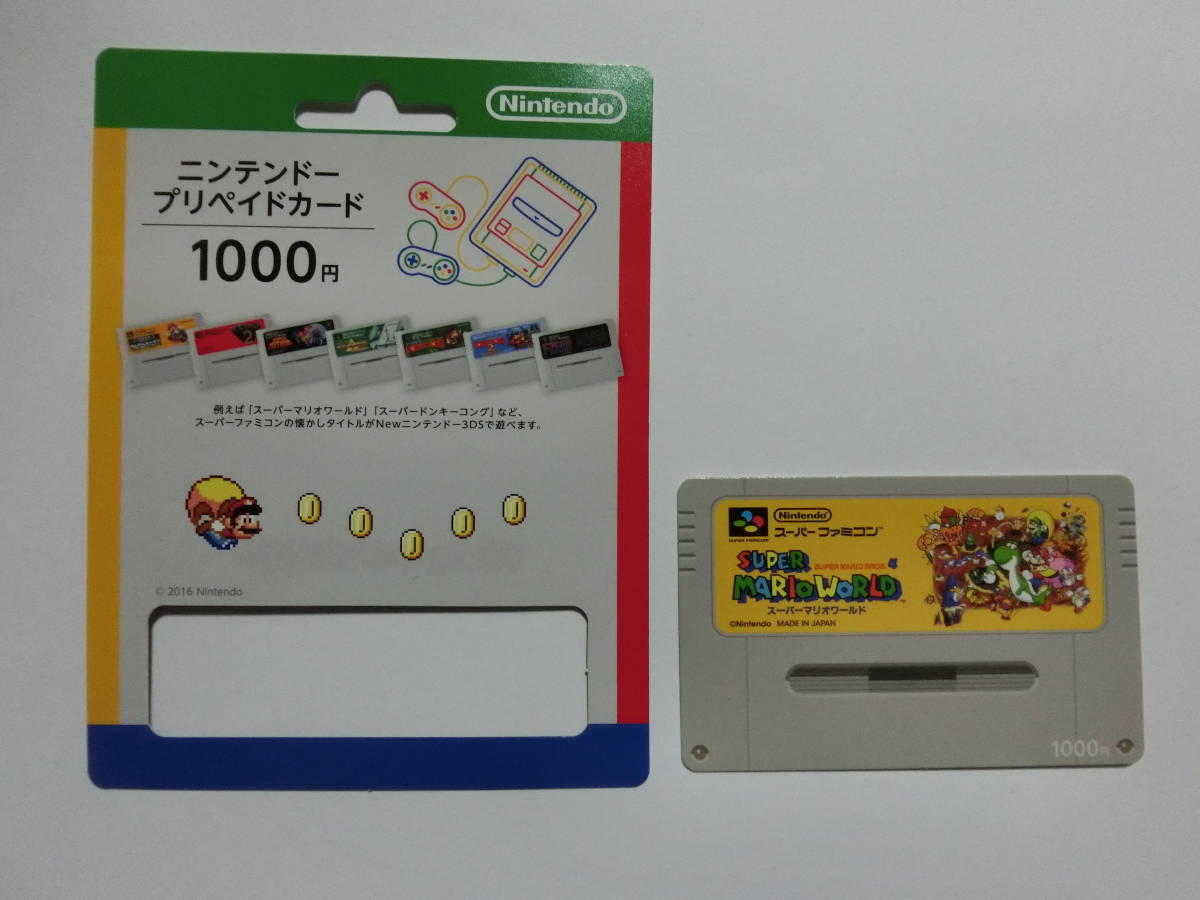 Nintendo
ニンテンドー
プリペイドカード
1000円
例えば「スーパーマリオワールド」「スーパードンキーコング」など、
スーパーファミコンの懐かしタイトルがNewニンテンドー3DSで遊べます。
© 2016 Nintendo
Nintendo
スーパーファミコン™
SUPER FAMICOM
SUPER MARIO BROS. 4
SUPER
MARIO WORLD™
スーパーマリオワールド
©Nintendo MADE IN JAPAN
1000円